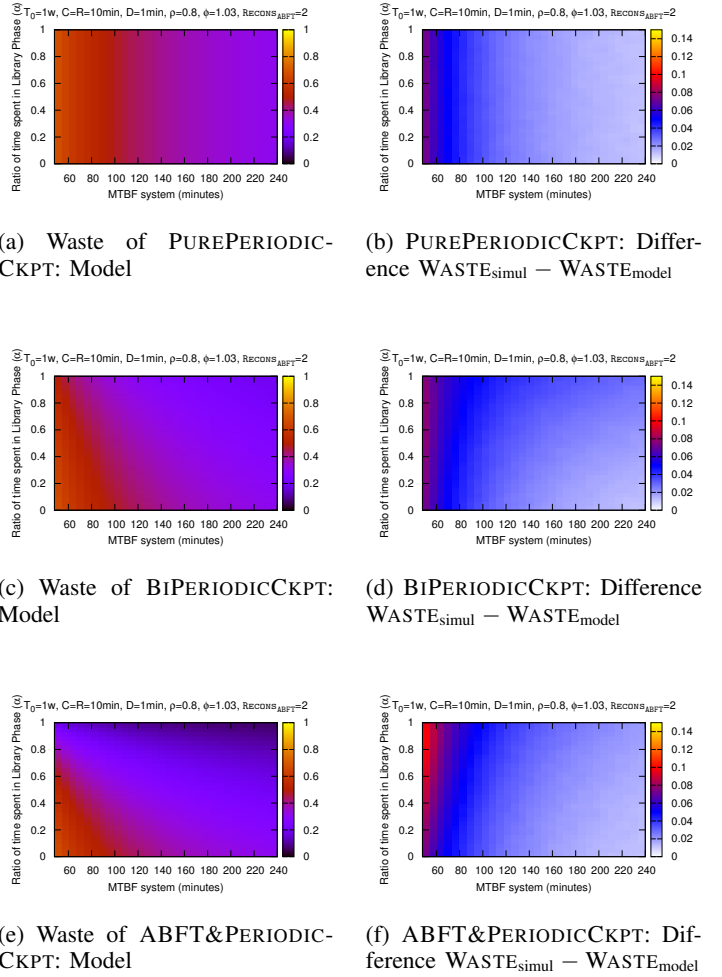 T0=1w, C=R=10min, D=1min, ρ=0.8, φ=1.03, RECONSABFT=2
Ratio of time spent in Library Phase (α)
1
0.8
0.6
0.4
0.2
0
60 80 100 120 140 160 180 200 220 240
MTBF system (minutes)
1
0.8
0.6
0.4
0.2
0
(a) Waste of PUREPERIODIC-
CKPT: Model
T0=1w, C=R=10min, D=1min, ρ=0.8, φ=1.03, RECONSABFT=2
Ratio of time spent in Library Phase (α)
1
0.8
0.6
0.4
0.2
0
60 80 100 120 140 160 180 200 220 240
MTBF system (minutes)
0.14
0.12
0.1
0.08
0.06
0.04
0.02
0
(b) PUREPERIODICCKPT: Differ-
ence WASTEsimul − WASTEmodel
T0=1w, C=R=10min, D=1min, ρ=0.8, φ=1.03, RECONSABFT=2
Ratio of time spent in Library Phase (α)
1
0.8
0.6
0.4
0.2
0
60 80 100 120 140 160 180 200 220 240
MTBF system (minutes)
1
0.8
0.6
0.4
0.2
0
(c) Waste of BIPERIODICCKPT:
Model
T0=1w, C=R=10min, D=1min, ρ=0.8, φ=1.03, RECONSABFT=2
Ratio of time spent in Library Phase (α)
1
0.8
0.6
0.4
0.2
0
60 80 100 120 140 160 180 200 220 240
MTBF system (minutes)
0.14
0.12
0.1
0.08
0.06
0.04
0.02
0
(d) BIPERIODICCKPT: Difference
WASTEsimul − WASTEmodel
T0=1w, C=R=10min, D=1min, ρ=0.8, φ=1.03, RECONSABFT=2
Ratio of time spent in Library Phase (α)
1
0.8
0.6
0.4
0.2
0
60 80 100 120 140 160 180 200 220 240
MTBF system (minutes)
1
0.8
0.6
0.4
0.2
0
(e) Waste of ABFT&PERIODIC-
CKPT: Model
T0=1w, C=R=10min, D=1min, ρ=0.8, φ=1.03, RECONSABFT=2
Ratio of time spent in Library Phase (α)
1
0.8
0.6
0.4
0.2
0
60 80 100 120 140 160 180 200 220 240
MTBF system (minutes)
0.14
0.12
0.1
0.08
0.06
0.04
0.02
0
(f) ABFT&PERIODICCKPT: Dif-
ference WASTEsimul − WASTEmodel